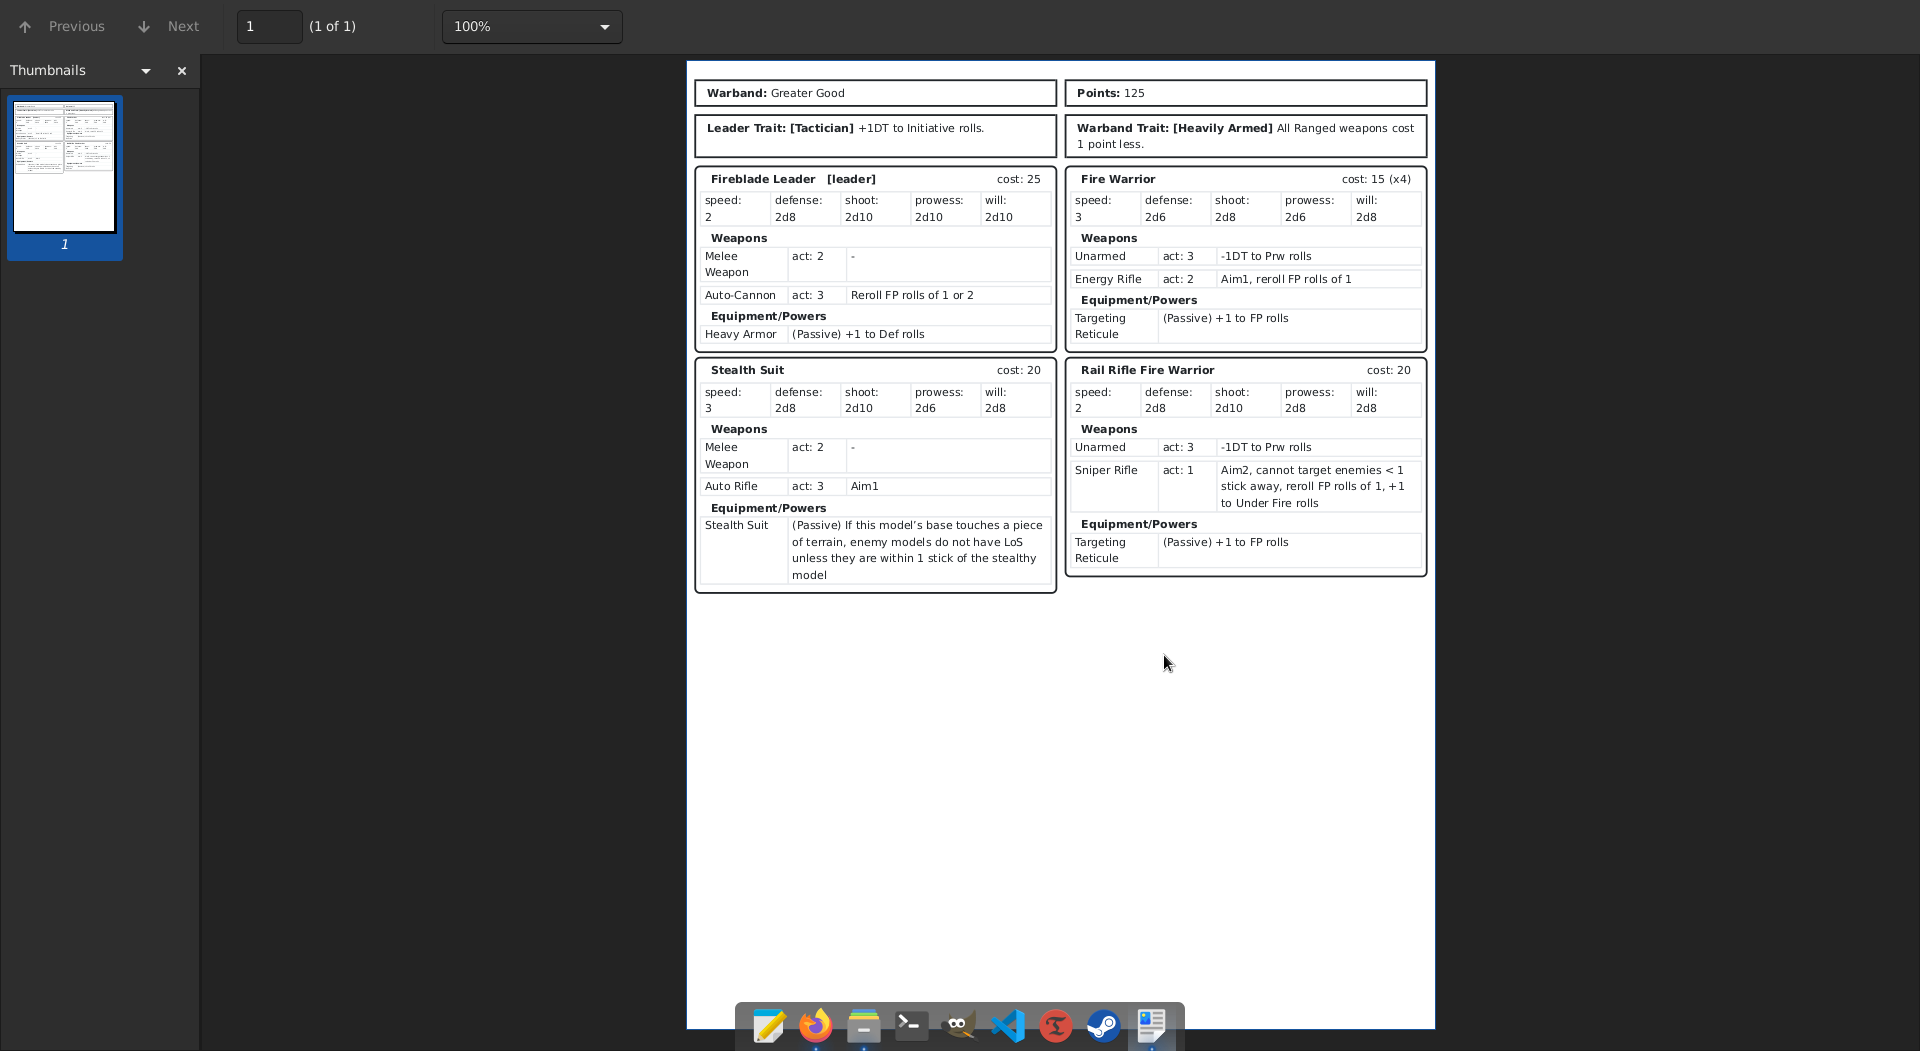 Previous Next 1 (1 of 1) 100%
Thumbnails
1
Warband: Greater Good
Points: 125
Leader Trait: [Tactician] +1DT to Initiative rolls.
Warband Trait: [Heavily Armed] All Ranged weapons cost
1 point less.
Fireblade Leader [leader] cost: 25
speed: defense: shoot: prowess: will:
2 2d8 2d10 2d10 2d10
Weapons
Melee act: 2 -
Weapon
Auto-Cannon act: 3 Reroll FP rolls of 1 or 2
Equipment/Powers
Heavy Armor (Passive) +1 to Def rolls
Fire Warrior cost: 15 (x4)
speed: defense: shoot: prowess: will:
3 2d6 2d8 2d6 2d8
Weapons
Unarmed act: 3 -1DT to Prw rolls
Energy Rifle act: 2 Aim1, reroll FP rolls of 1
Equipment/Powers
Targeting (Passive) +1 to FP rolls
Reticule
Stealth Suit cost: 20
speed: defense: shoot: prowess: will:
3 2d8 2d10 2d6 2d8
Weapons
Melee act: 2 -
Weapon
Auto Rifle act: 3 Aim1
Equipment/Powers
Stealth Suit (Passive) If this model’s base touches a piece
of terrain, enemy models do not have LoS
unless they are within 1 stick of the stealthy
model
Rail Rifle Fire Warrior cost: 20
speed: defense: shoot: prowess: will:
2 2d8 2d10 2d8 2d8
Weapons
Unarmed act: 3 -1DT to Prw rolls
Sniper Rifle act: 1 Aim2, cannot target enemies < 1
stick away, reroll FP rolls of 1, +1
to Under Fire rolls
Equipment/Powers
Targeting (Passive) +1 to FP rolls
Reticule